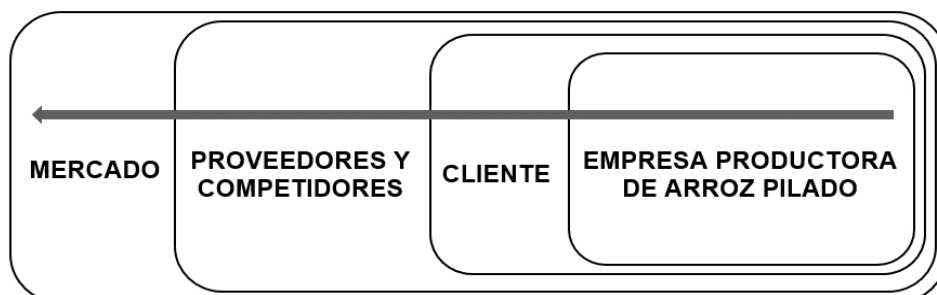 MERCADO
PROVEEDORES Y
COMPETIDORES
CLIENTE
EMPRESA PRODUCTORA
DE ARROZ PILADO